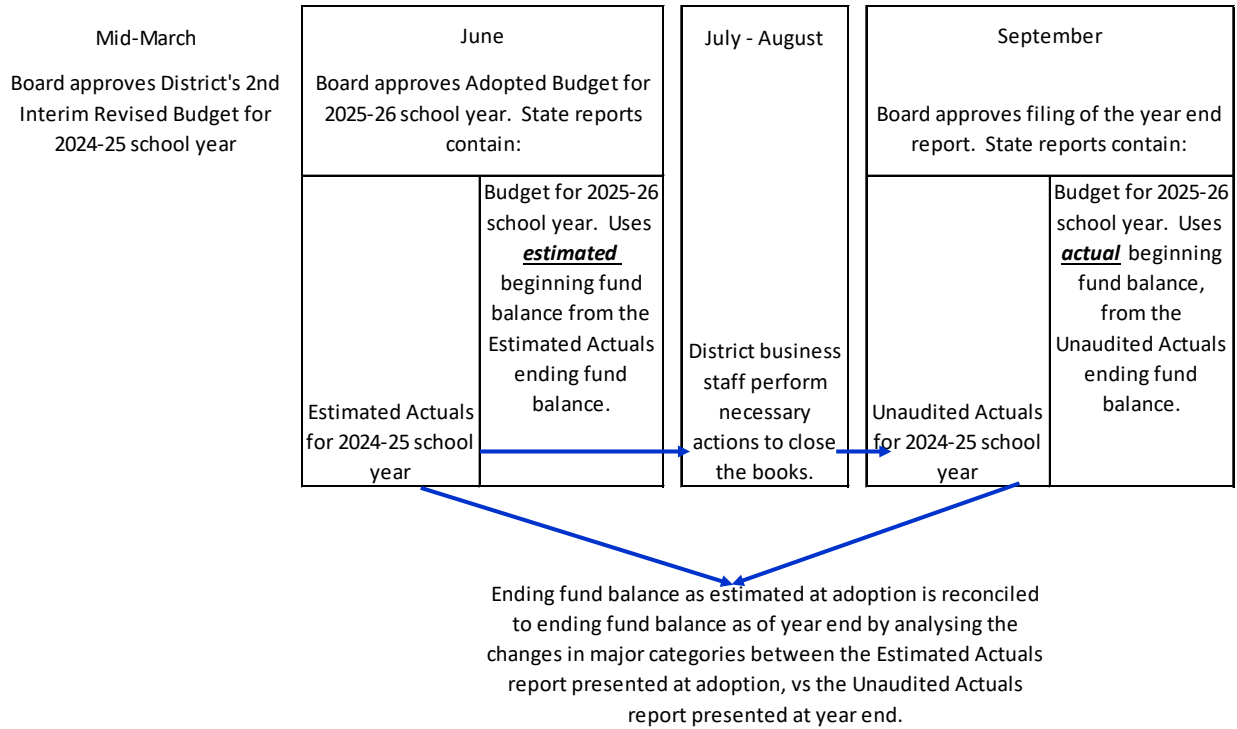 Mid-March
Board approves District's 2nd
Interim Revised Budget for
2024-25 school year
June
Board approves Adopted Budget for
2025-26 school year. State reports
contain:
Estimated Actuals
for 2024-25 school
year
Budget for 2025-26
school year. Uses
estimated
beginning fund
balance from the
Estimated Actuals
ending fund
balance.
July - August
District business
staff perform
necessary
actions to close
the books.
September
Board approves filing of the year end
report. State reports contain:
Unaudited Actuals
for 2024-25 school
year
Budget for 2025-26
school year. Uses
actual beginning
fund balance,
from the
Unaudited Actuals
ending fund
balance.
Ending fund balance as estimated at adoption is reconciled
to ending fund balance as of year end by analysing the
changes in major categories between the Estimated Actuals
report presented at adoption, vs the Unaudited Actuals
report presented at year end.